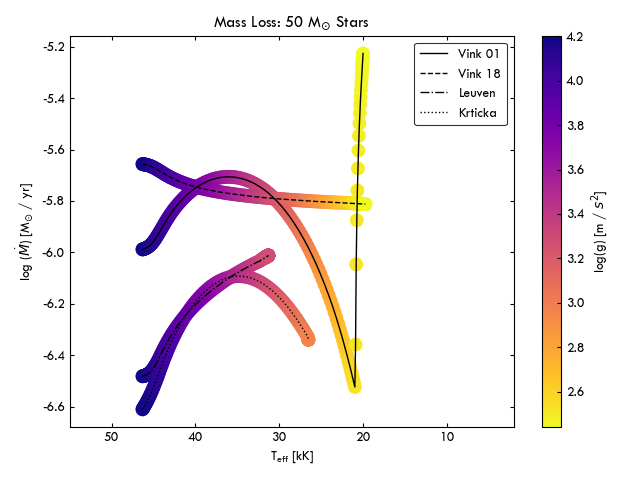 Mass Loss: 50 M☉ Stars
log (Ṁ) [M☉ / yr]
-5.2
-5.4
-5.6
-5.8
-6.0
-6.2
-6.4
-6.6
50
40
30
20
10
T_eff [kK]
Vink 01
Vink 18
Leuven
Krticka
4.2
4.0
3.8
3.6
3.4
3.2
3.0
2.8
2.6
log(g) [m / s²]